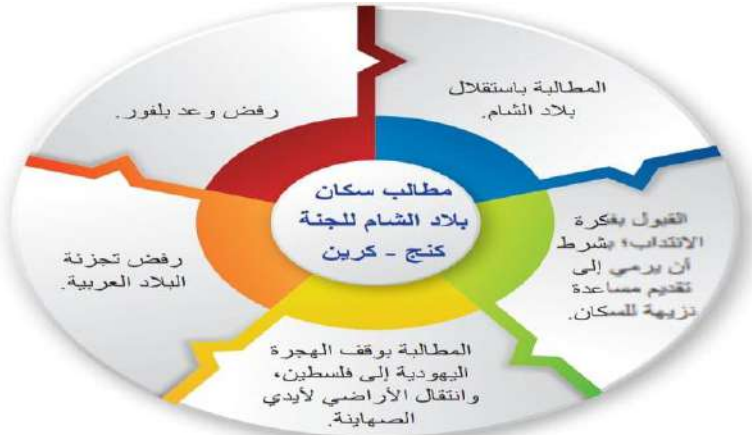 مطالب سكان
بلاد الشام للجنة
كنج - كرين
المطالبة باستقلال
بلاد الشام.
القبول بفكرة
الانتداب؛ بشرط
أن يرمي إلى
تقديم مساعدة
نزيهة للسكان.
المطالبة بوقف الهجرة
اليهودية إلى فلسطين،
وانتقال الأراضي لأيدي
الصهاينة.
رفض تجزئة
البلاد العربية.
رفض وعد بلفور.